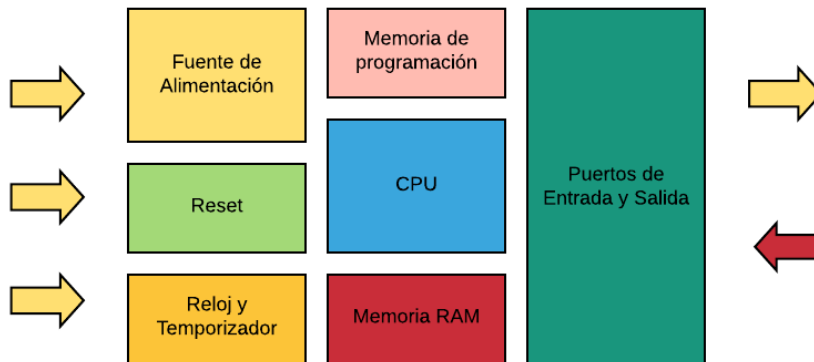 Fuente de
Alimentación
Memoria de
programación
Reset
CPU
Puertos de
Entrada y Salida
Reloj y
Temporizador
Memoria RAM